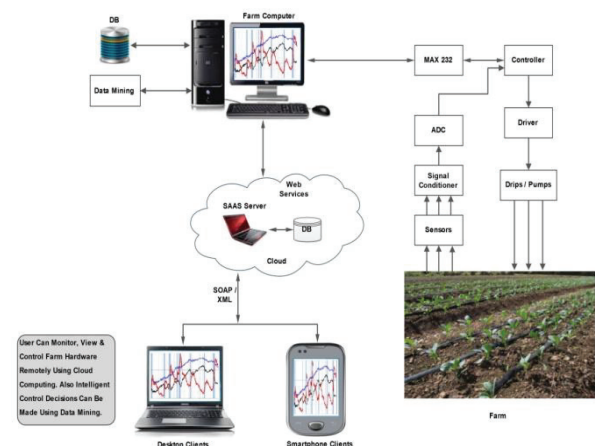 DB
Farm Computer
Data Mining
MAX 232
Controller
ADC
Driver
Signal
Conditioner
Drips / Pumps
Sensors
Web
Services
SAAS Server
DB
Cloud
SOAP /
XML
User Can Monitor, View &
Control Farm Hardware
Remotely Using Cloud
Computing. Also Intelligent
Control Decisions Can Be
Made Using Data Mining.
Farm
Desktop Clients
Smartphone Clients